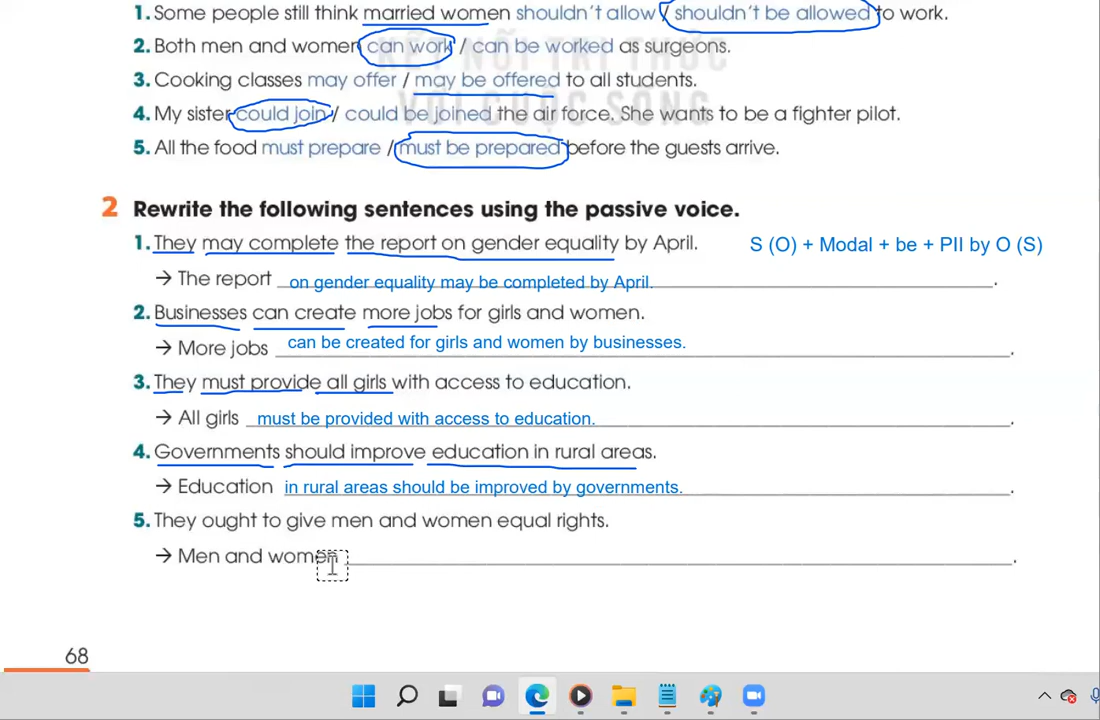 1. Some people still think married women shouldn't allow / shouldn't be allowed to work.
KẾT NỐI TRI THỨC
2. Both men and women can work / can be worked as surgeons.
3. Cooking classes may offer / may be offered to all students.
VỚI CUỘC SỐNG
4. My sister could join / could be joined the air force. She wants to be a fighter pilot.
5. All the food must prepare / must be prepared before the guests arrive.
2 Rewrite the following sentences using the passive voice.
1. They may complete the report on gender equality by April. S (O) + Modal + be + PII by O (S)
→ The report on gender equality may be completed by April. .
2. Businesses can create more jobs for girls and women.
→ More jobs can be created for girls and women by businesses. .
3. They must provide all girls with access to education.
→ All girls must be provided with access to education. .
4. Governments should improve education in rural areas.
→ Education in rural areas should be improved by governments. .
5. They ought to give men and women equal rights.
→ Men and women .
68